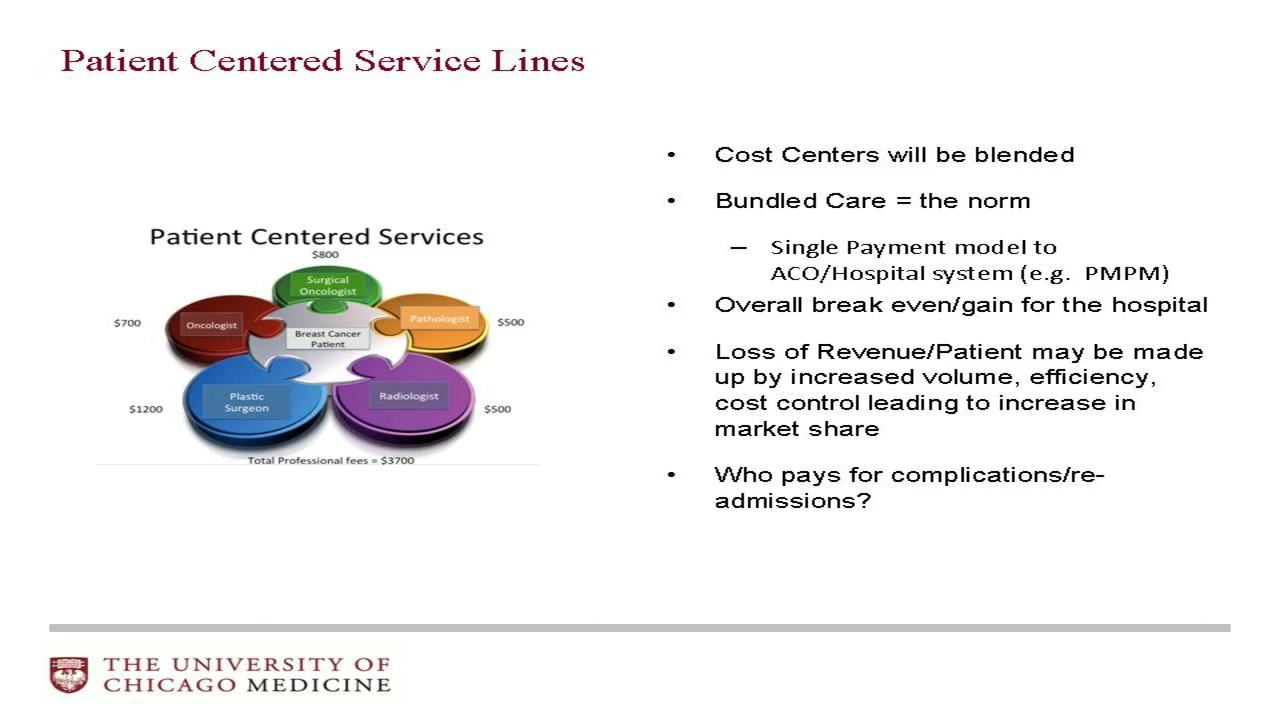 Patient Centered Service Lines
Patient Centered Services
$800
Surgical
Oncologist
$700
Oncologist
Pathologist
$500
Breast Cancer
Patient
Plastic
Surgeon
$1200
Radiologist
$500
Total Professional fees = $3700
• Cost Centers will be blended
• Bundled Care = the norm
– Single Payment model to
ACO/Hospital system (e.g. PMPM)
• Overall break even/gain for the hospital
• Loss of Revenue/Patient may be made
up by increased volume, efficiency,
cost control leading to increase in
market share
• Who pays for complications/re-
admissions?
THE UNIVERSITY OF
CHICAGO MEDICINE